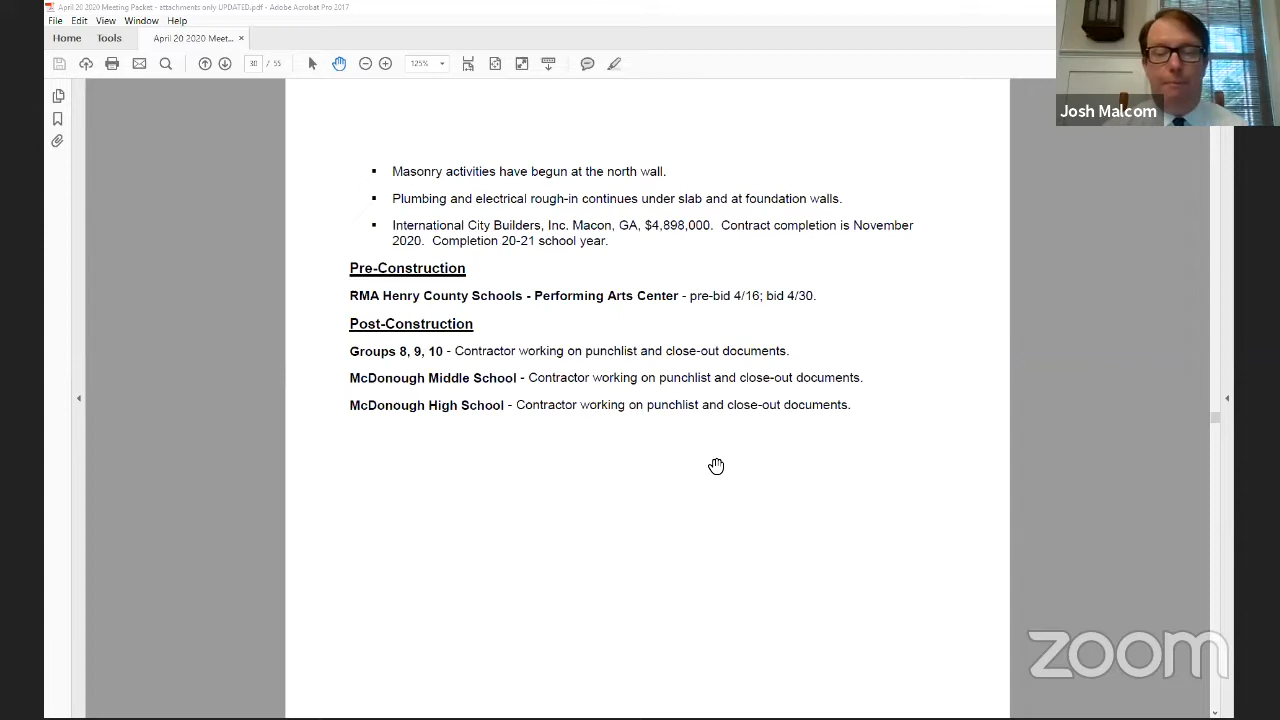 April 20 2020 Meeting Packet - attachments only UPDATED.pdf - Adobe Acrobat Pro 2017
File Edit View Window Help
Home Tools April 20 2020 Meet... ×
30 / 55 125%
Josh Malcom
▪ Masonry activities have begun at the north wall.
▪ Plumbing and electrical rough-in continues under slab and at foundation walls.
▪ International City Builders, Inc. Macon, GA, $4,898,000. Contract completion is November
2020. Completion 20-21 school year.
Pre-Construction
RMA Henry County Schools - Performing Arts Center - pre-bid 4/16; bid 4/30.
Post-Construction
Groups 8, 9, 10 - Contractor working on punchlist and close-out documents.
McDonough Middle School - Contractor working on punchlist and close-out documents.
McDonough High School - Contractor working on punchlist and close-out documents.
zoom